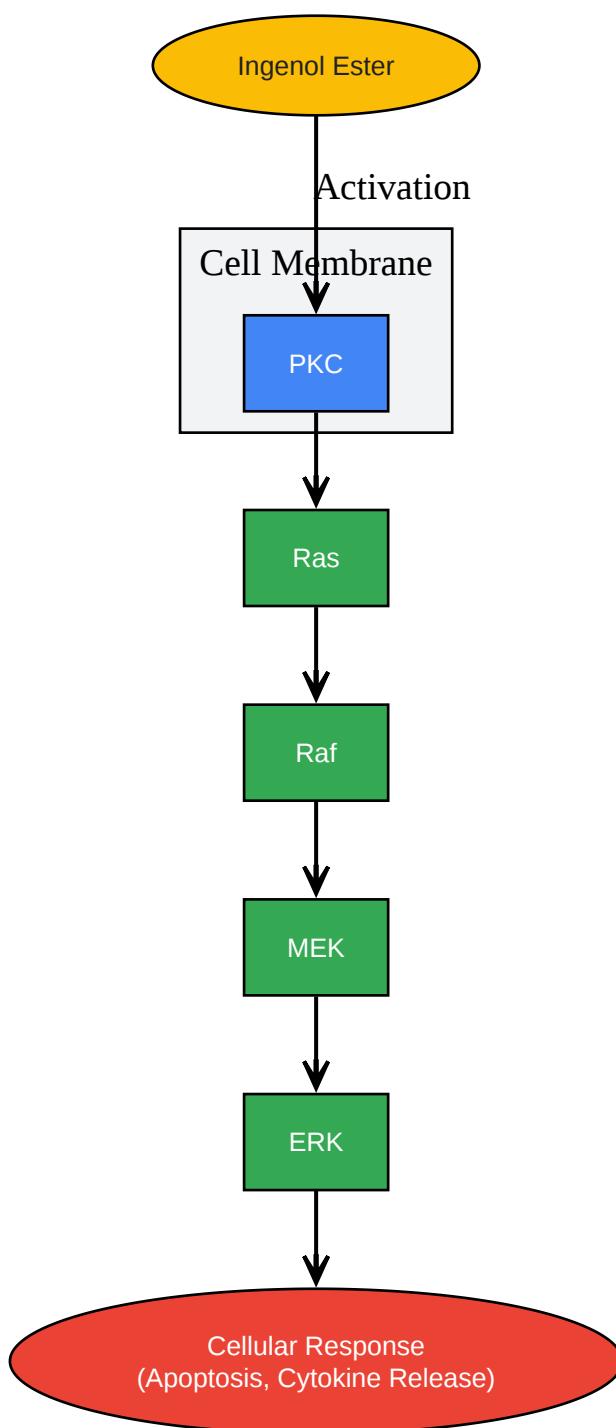 Ingenol Ester
Activation
Cell Membrane
PKC
Ras
Raf
MEK
ERK
Cellular Response
(Apoptosis, Cytokine Release)